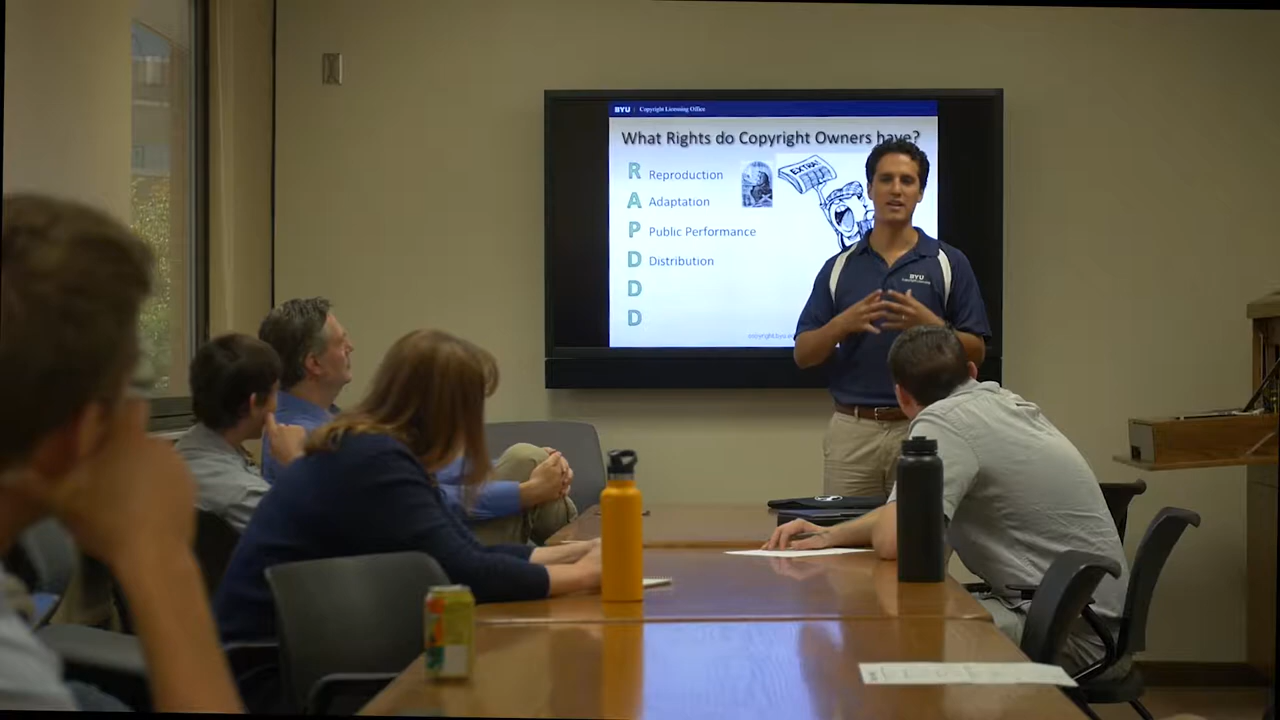 BYU | Copyright Licensing Office
What Rights do Copyright Owners have?
R Reproduction
A Adaptation
P Public Performance
D Distribution
D
D
EXTRA!
BYU